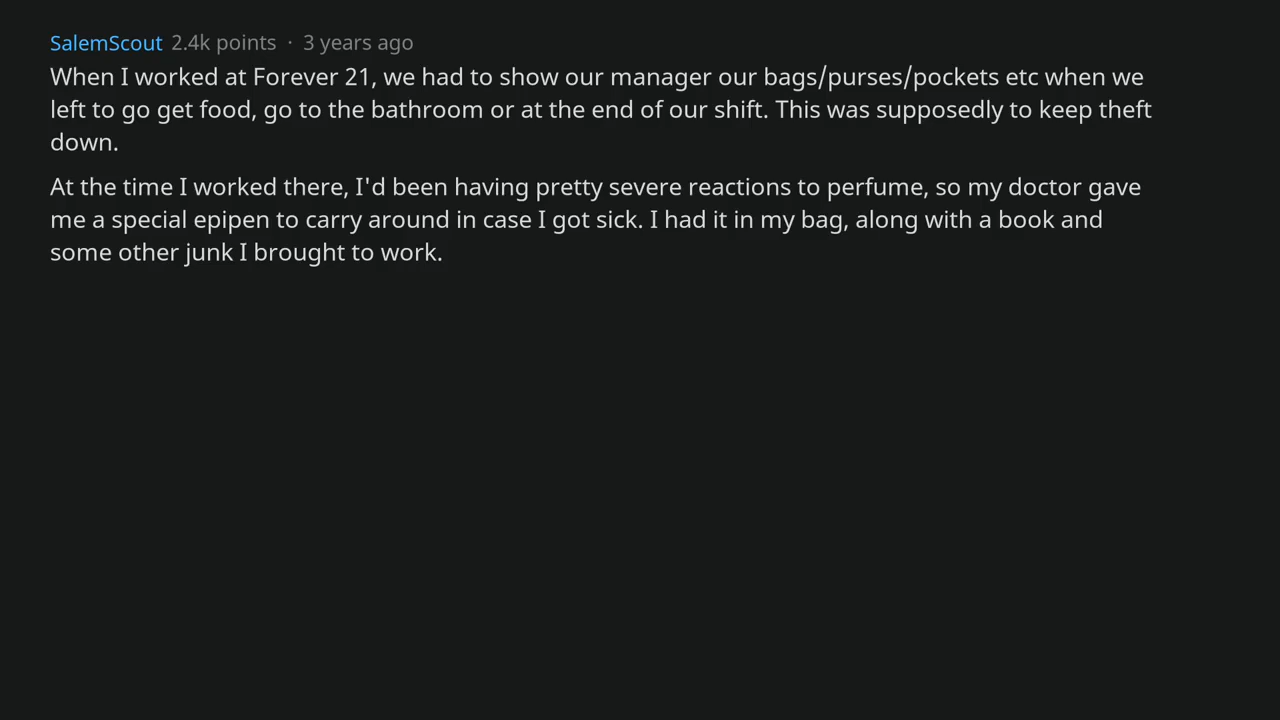 SalemScout 2.4k points · 3 years ago
When I worked at Forever 21, we had to show our manager our bags/purses/pockets etc when we
left to go get food, go to the bathroom or at the end of our shift. This was supposedly to keep theft
down.
At the time I worked there, I'd been having pretty severe reactions to perfume, so my doctor gave
me a special epipen to carry around in case I got sick. I had it in my bag, along with a book and
some other junk I brought to work.